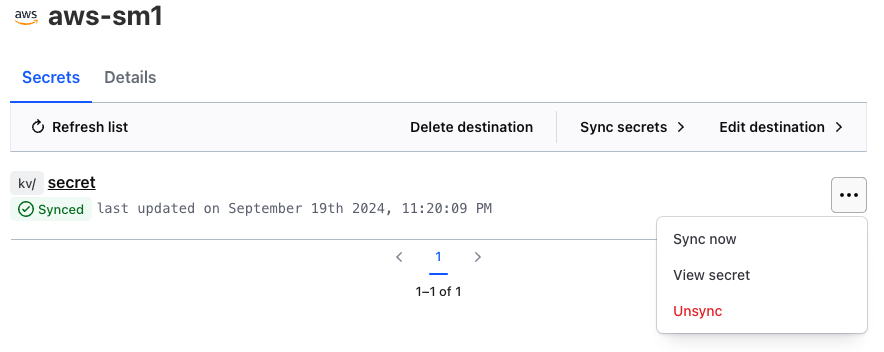 aws aws-sm1
Secrets Details
Refresh list Delete destination Sync secrets Edit destination
kv/ secret
Synced last updated on September 19th 2024, 11:20:09 PM
Sync now
1
View secret
1–1 of 1
Unsync